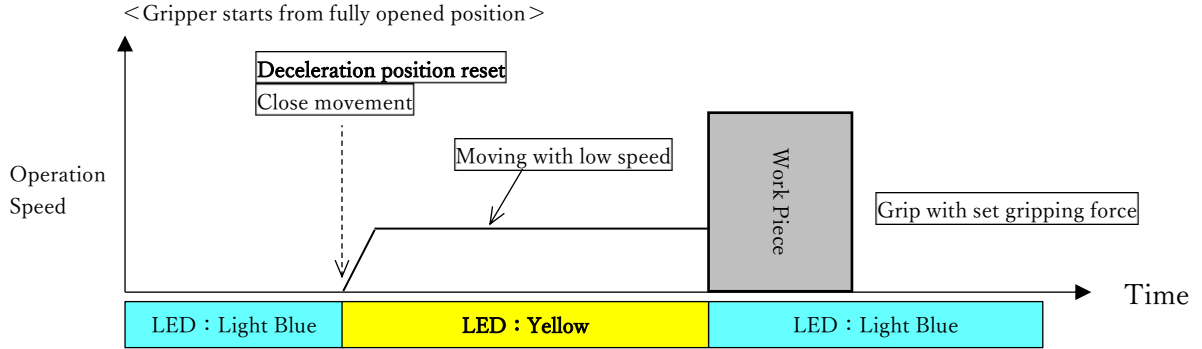 ＜Gripper starts from fully opened position＞
Deceleration position reset
Close movement
Moving with low speed
Work Piece
Operation
Speed
Grip with set gripping force
Time
LED：Light Blue
LED：Yellow
LED：Light Blue